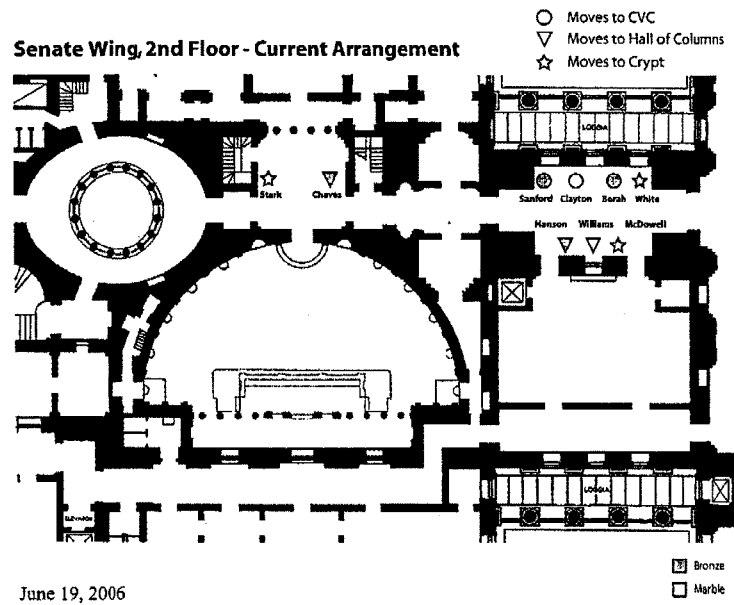 Moves to CVC
Moves to Hall of Columns
Moves to Crypt
Senate Wing, 2nd Floor - Current Arrangement
LOGGIA
Stark Chavez
Sanford Clayton Borah White
Hanson Williams McDowell
LOGGIA
ELEVATOR
Bronze
Marble
June 19, 2006